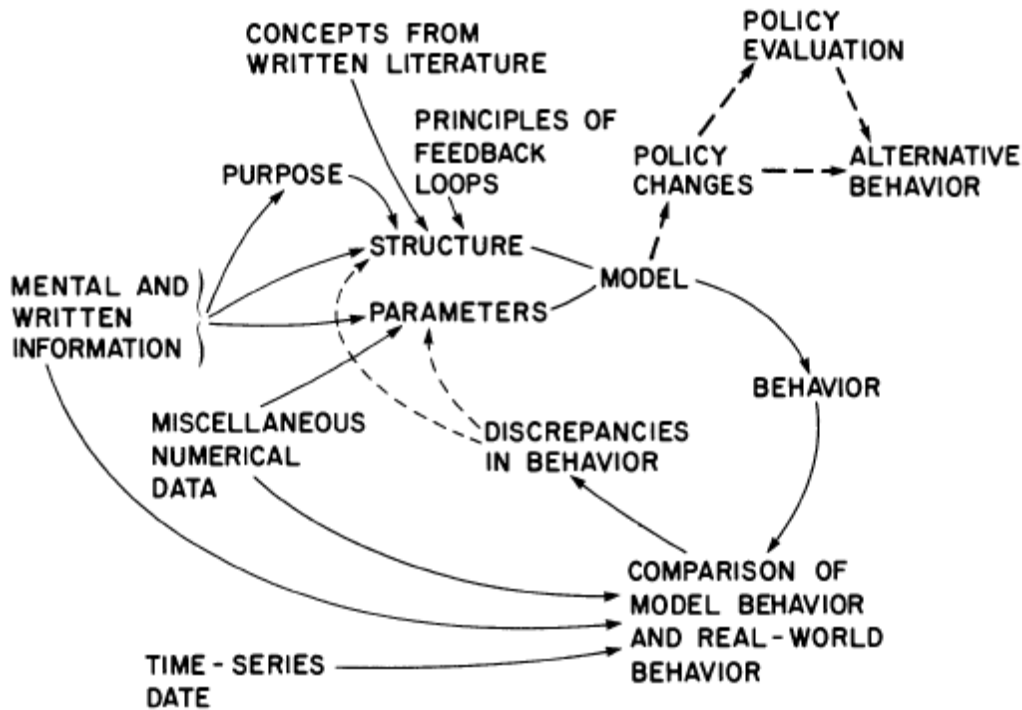 CONCEPTS FROM
WRITTEN LITERATURE
POLICY
EVALUATION
PRINCIPLES OF
FEEDBACK
LOOPS
PURPOSE
POLICY
CHANGES
ALTERNATIVE
BEHAVIOR
STRUCTURE
MODEL
MENTAL AND
WRITTEN
INFORMATION
PARAMETERS
BEHAVIOR
MISCELLANEOUS
NUMERICAL
DATA
DISCREPANCIES
IN BEHAVIOR
COMPARISON OF
MODEL BEHAVIOR
AND REAL-WORLD
BEHAVIOR
TIME-SERIES
DATE